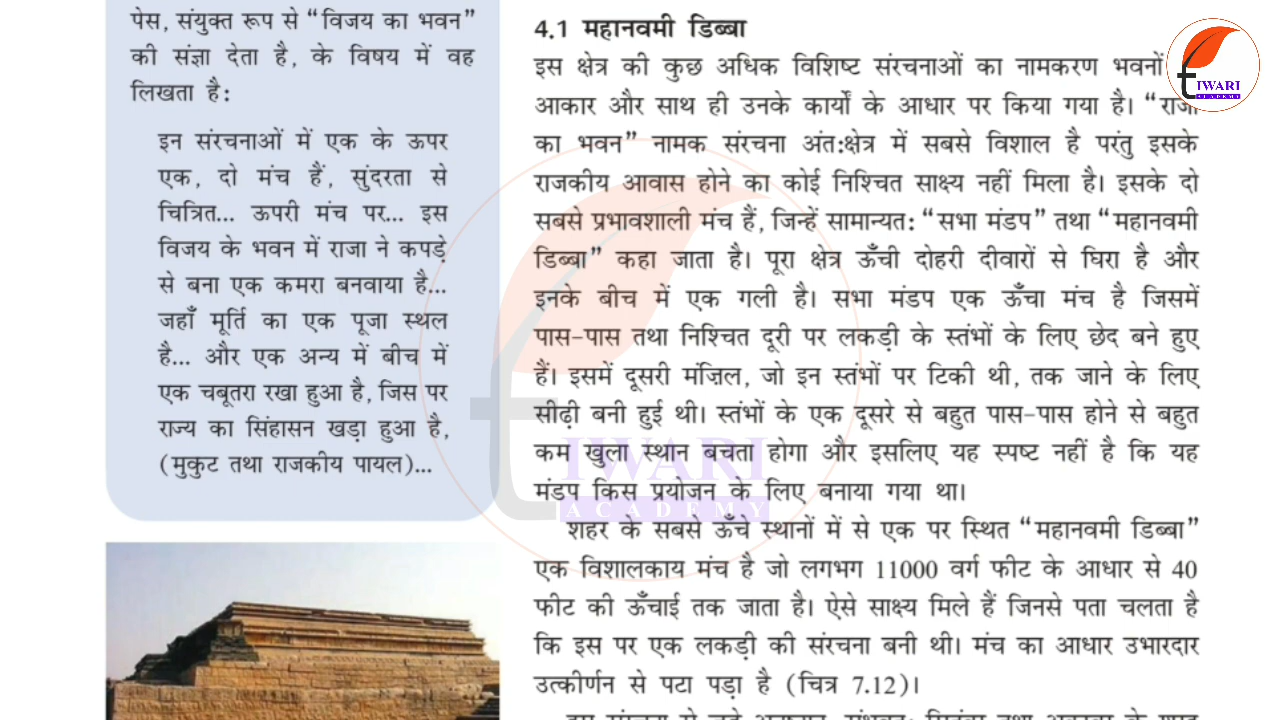 पेस, संयुक्त रूप से “विजय का भवन”
की संज्ञा देता है, के विषय में वह
लिखता है:
इन संरचनाओं में एक के ऊपर
एक, दो मंच हैं, सुंदरता से
चित्रित... ऊपरी मंच पर... इस
विजय के भवन में राजा ने कपड़े
से बना एक कमरा बनवाया है...
जहाँ मूर्ति का एक पूजा स्थल
है... और एक अन्य में बीच में
एक चबूतरा रखा हुआ है, जिस पर
राज्य का सिंहासन खड़ा हुआ है,
(मुकुट तथा राजकीय पायल)...
4.1 महानवमी डिब्बा
इस क्षेत्र की कुछ अधिक विशिष्ट संरचनाओं का नामकरण भवनों
आकार और साथ ही उनके कार्यों के आधार पर किया गया है। “राजा
का भवन” नामक संरचना अंत:क्षेत्र में सबसे विशाल है परंतु इसके
राजकीय आवास होने का कोई निश्चित साक्ष्य नहीं मिला है। इसके दो
सबसे प्रभावशाली मंच हैं, जिन्हें सामान्यत: “सभा मंडप” तथा “महानवमी
डिब्बा” कहा जाता है। पूरा क्षेत्र ऊँची दोहरी दीवारों से घिरा है और
इनके बीच में एक गली है। सभा मंडप एक ऊँचा मंच है जिसमें
पास-पास तथा निश्चित दूरी पर लकड़ी के स्तंभों के लिए छेद बने हुए
हैं। इसमें दूसरी मंज़िल, जो इन स्तंभों पर टिकी थी, तक जाने के लिए
सीढ़ी बनी हुई थी। स्तंभों के एक दूसरे से बहुत पास-पास होने से बहुत
कम खुला स्थान बचता होगा और इसलिए यह स्पष्ट नहीं है कि यह
मंडप किस प्रयोजन के लिए बनाया गया था।
शहर के सबसे ऊँचे स्थानों में से एक पर स्थित “महानवमी डिब्बा”
एक विशालकाय मंच है जो लगभग 11000 वर्ग फीट के आधार से 40
फीट की ऊँचाई तक जाता है। ऐसे साक्ष्य मिले हैं जिनसे पता चलता है
कि इस पर एक लकड़ी की संरचना बनी थी। मंच का आधार उभारदार
उत्कीर्णन से पटा पड़ा है (चित्र 7.12)।
TIWARI
ACADEMY
TIWARI
ACADEMY